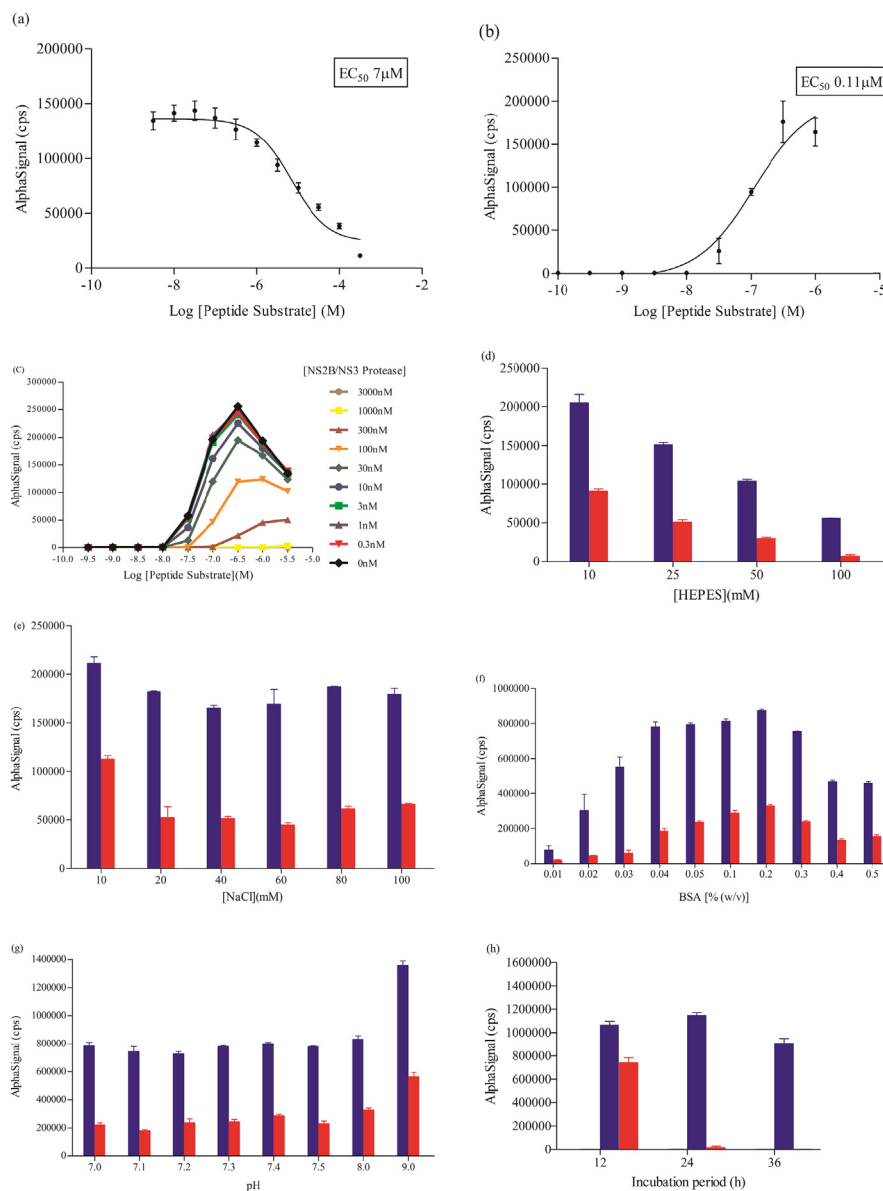 (a)
200000
150000
100000
50000
0
AlphaSignal (cps)
EC50 7µM
-10
-8
-6
-4
-2
Log [Peptide Substrate] (M)
(b)
250000
200000
150000
100000
50000
0
AlphaSignal (cps)
EC50 0.11µM
-10
-9
-8
-7
-6
-5
Log [Peptide Substrate] (M)
(C)
300000
250000
200000
150000
100000
50000
0
AlphaSignal (cps)
-10.0
-9.5
-9.0
-8.5
-8.0
-7.5
-7.0
-6.5
-6.0
-5.5
-5.0
Log [Peptide Substrate](M)
[NS2B/NS3 Protease]
3000nM
1000nM
300nM
100nM
30nM
10nM
3nM
1nM
0.3nM
0nM
(d)
250000
200000
150000
100000
50000
0
AlphaSignal (cps)
10
25
50
100
[HEPES](mM)
(e)
250000
200000
150000
100000
50000
0
AlphaSignal (cps)
10
20
40
60
80
100
[NaCl](mM)
(f)
1000000
800000
600000
400000
200000
0
AlphaSignal (cps)
0.01
0.02
0.03
0.04
0.05
0.1
0.2
0.3
0.4
0.5
BSA [% (w/v)]
(g)
1400000
1200000
1000000
800000
600000
400000
200000
0
AlphaSignal (cps)
7.0
7.1
7.2
7.3
7.4
7.5
8.0
9.0
pH
(h)
1600000
1400000
1200000
1000000
800000
600000
400000
200000
0
AlphaSignal (cps)
12
24
36
Incubation period (h)